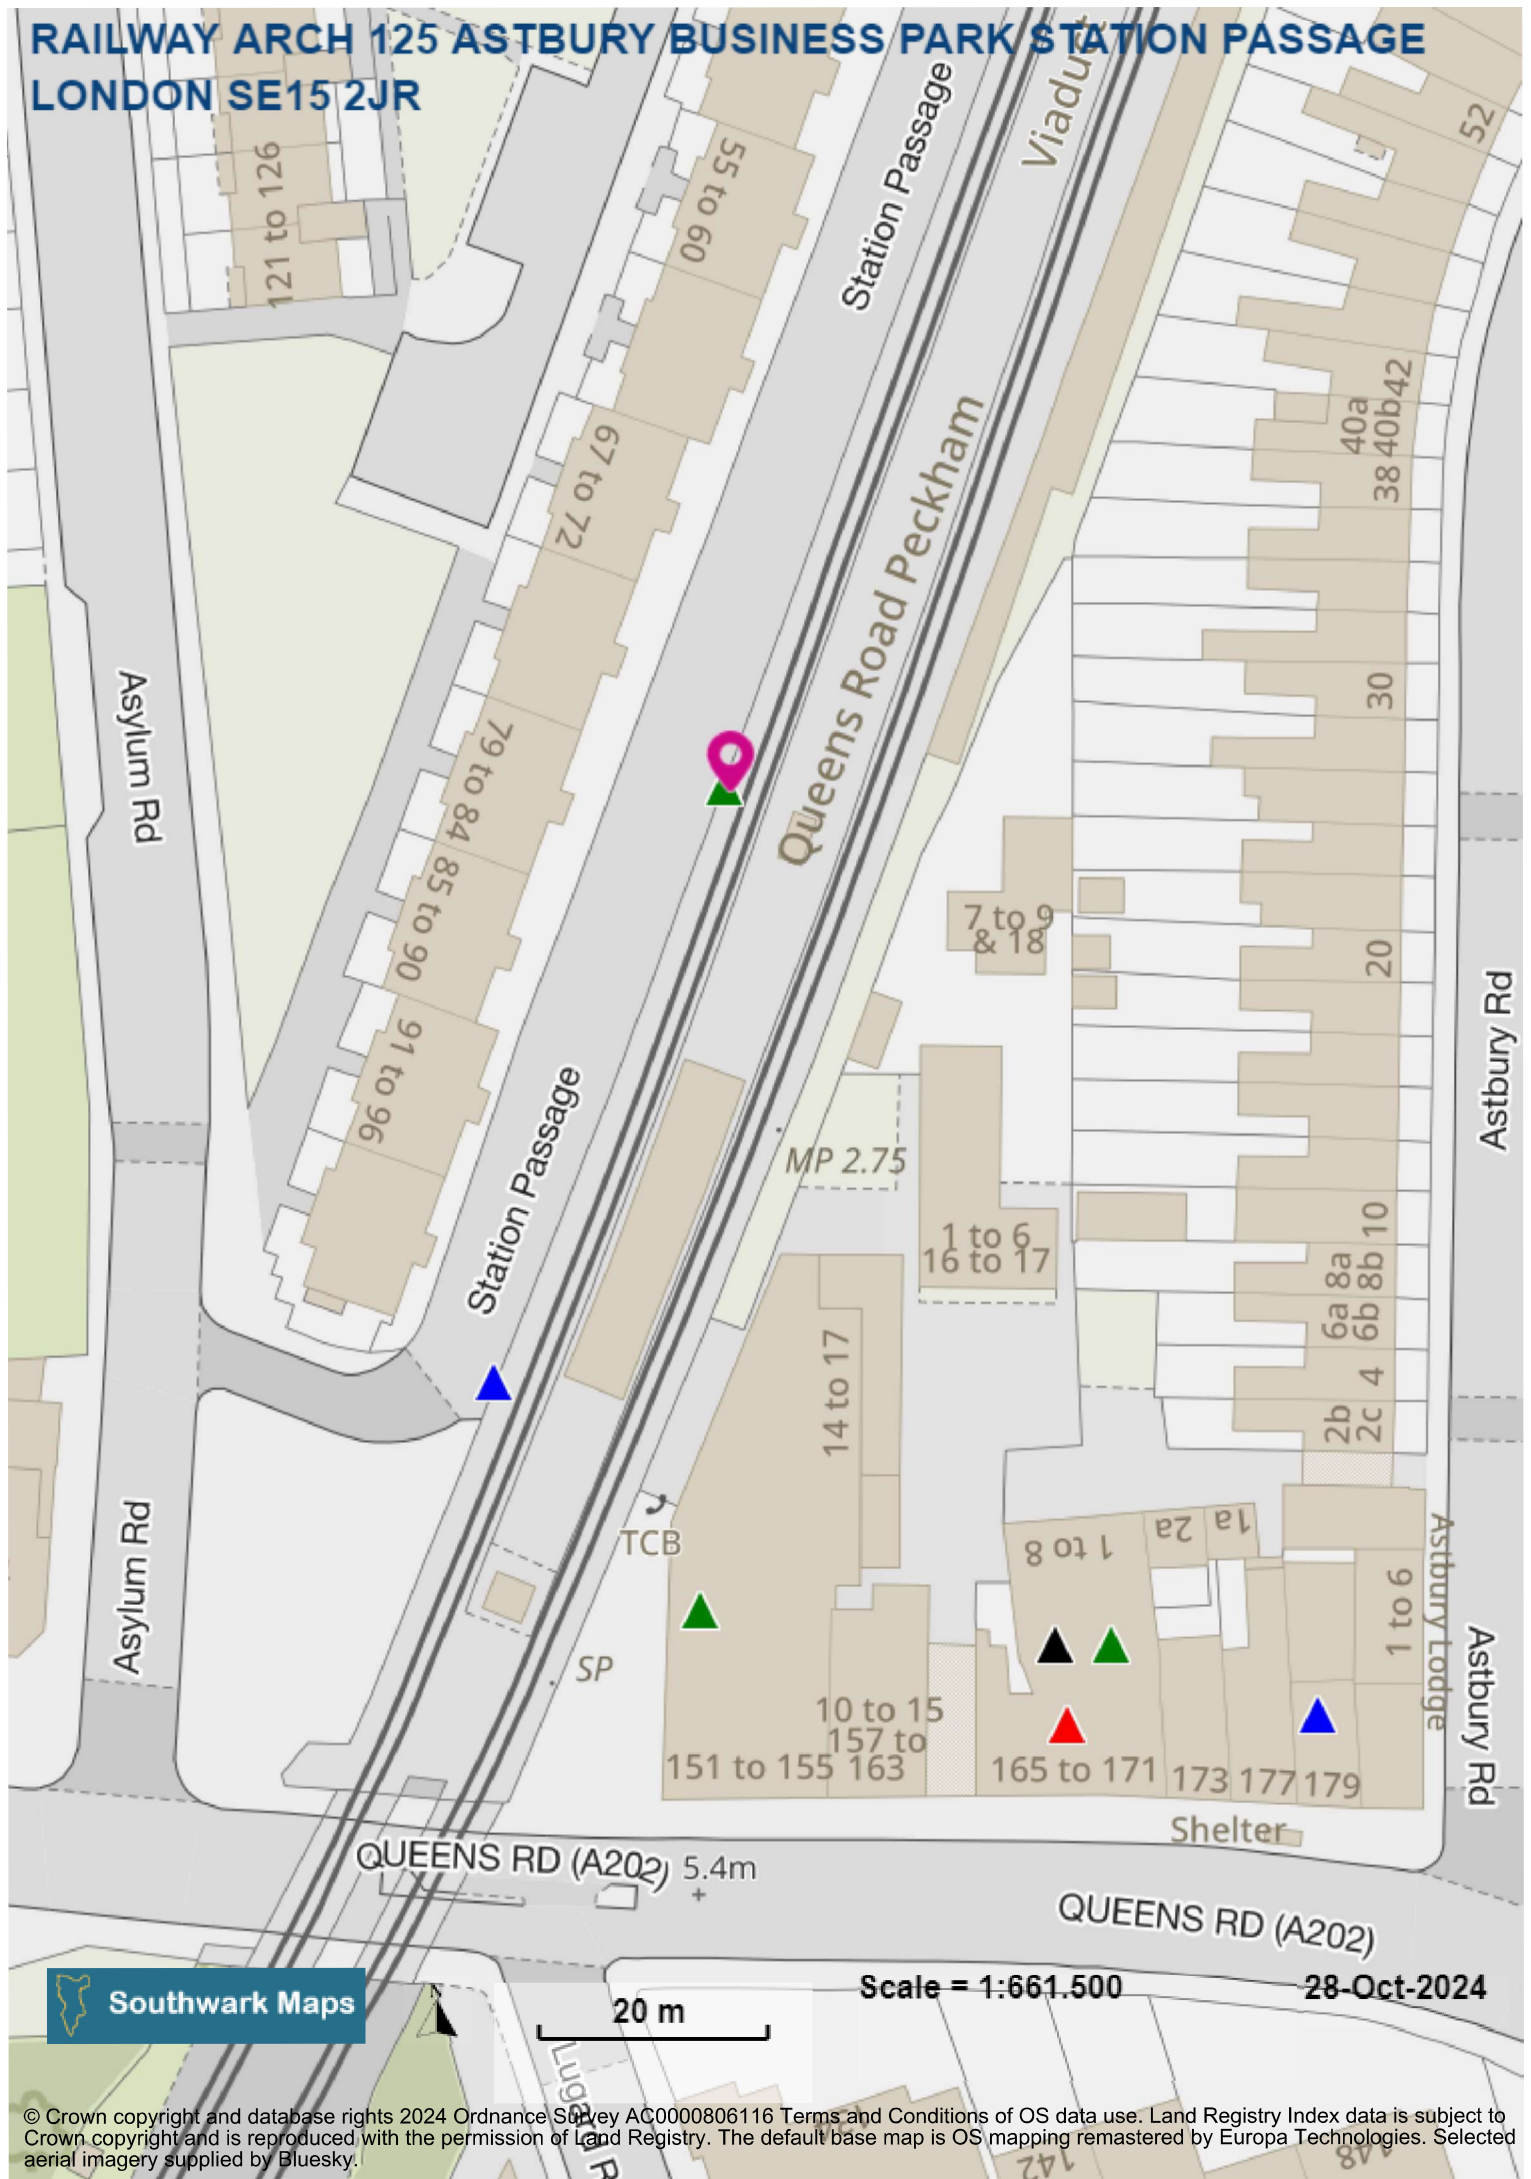 RAILWAY ARCH 125 ASTBURY BUSINESS PARK STATION PASSAGE
LONDON SE15 2JR
Viaduct
52
Station Passage
121 to 126
55 to 60
40a
40b
42
38
67 to 72
Queens Road Peckham
30
Asylum Rd
79 to 84
85 to 90
7 to 9
& 18
20
Astbury Rd
91 to 96
Station Passage
MP 2.75
1 to 6
16 to 17
10
8a
8b
6a
6b
4
2b
2c
14 to 17
TCB
Asylum Rd
1 to 8
2a
1a
1 to 6
Astbury Lodge
Astbury Rd
SP
10 to 15
157 to
163
151 to 155
165 to 171
173
177
179
Shelter
QUEENS RD (A202)
5.4m
QUEENS RD (A202)
Southwark Maps
N
20 m
Scale = 1:661.500
28-Oct-2024
Lugard R
142
148
© Crown copyright and database rights 2024 Ordnance Survey AC0000806116 Terms and Conditions of OS data use. Land Registry Index data is subject to
Crown copyright and is reproduced with the permission of Land Registry. The default base map is OS mapping remastered by Europa Technologies. Selected
aerial imagery supplied by Bluesky.